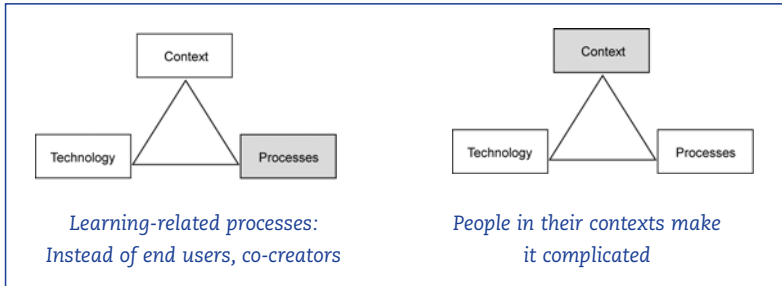 Context
Technology
Processes
Learning-related processes:
Instead of end users, co-creators
Context
Technology
Processes
People in their contexts make
it complicated